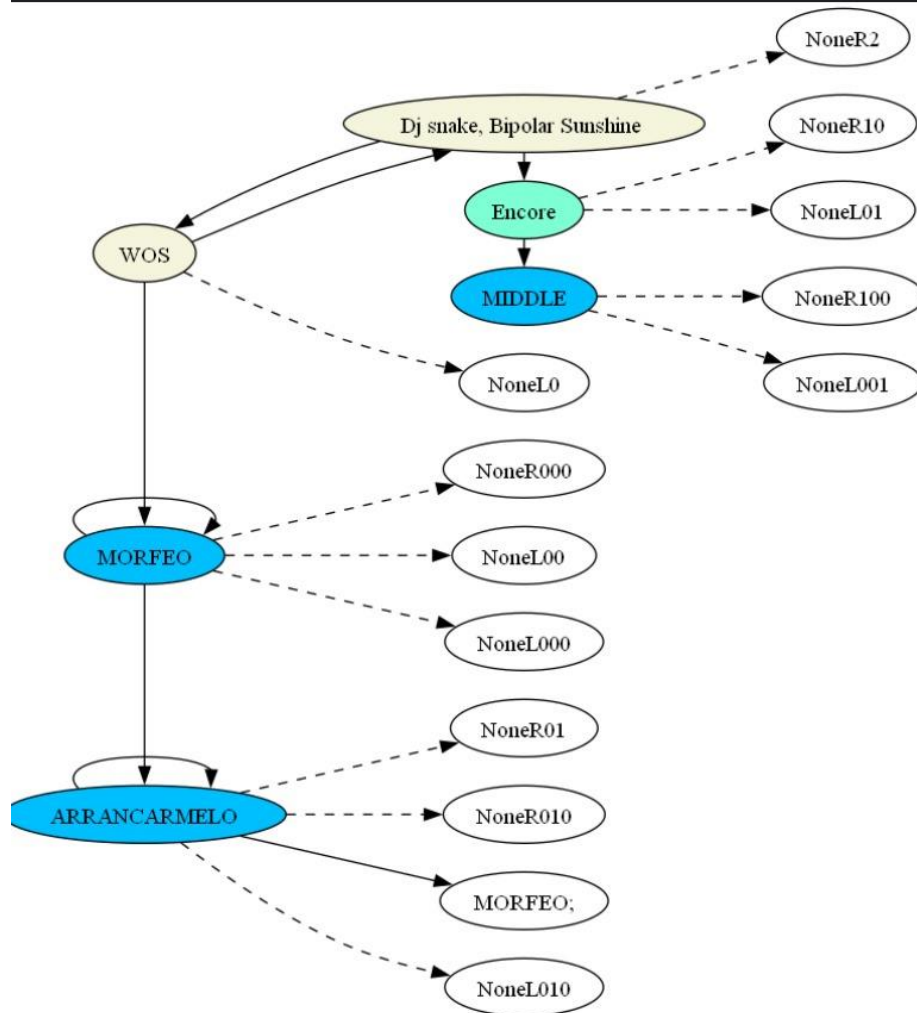 NoneR2
Dj snake, Bipolar Sunshine
NoneR10
Encore
NoneL01
WOS
MIDDLE
NoneR100
NoneL0
NoneL001
NoneR000
MORFEO
NoneL00
NoneL000
NoneR01
ARRANCARMELO
NoneR010
MORFEO;
NoneL010